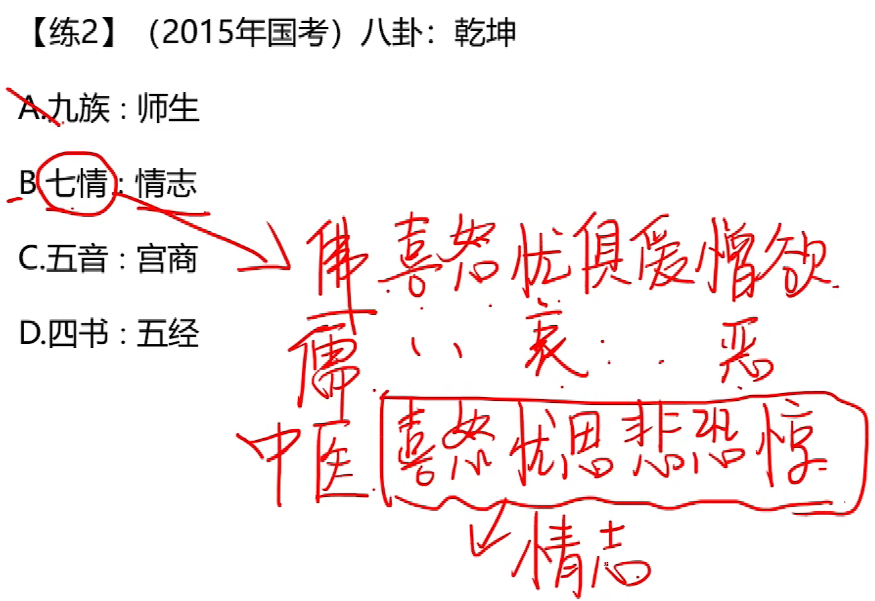 【练2】（2015年国考）八卦：乾坤
A.九族：师生
B.七情：情志
C.五音：宫商
D.四书：五经
佛 喜怒忧俱爱憎欲
儒 〃 哀 恶
中医 喜怒忧思悲恐惊
情志